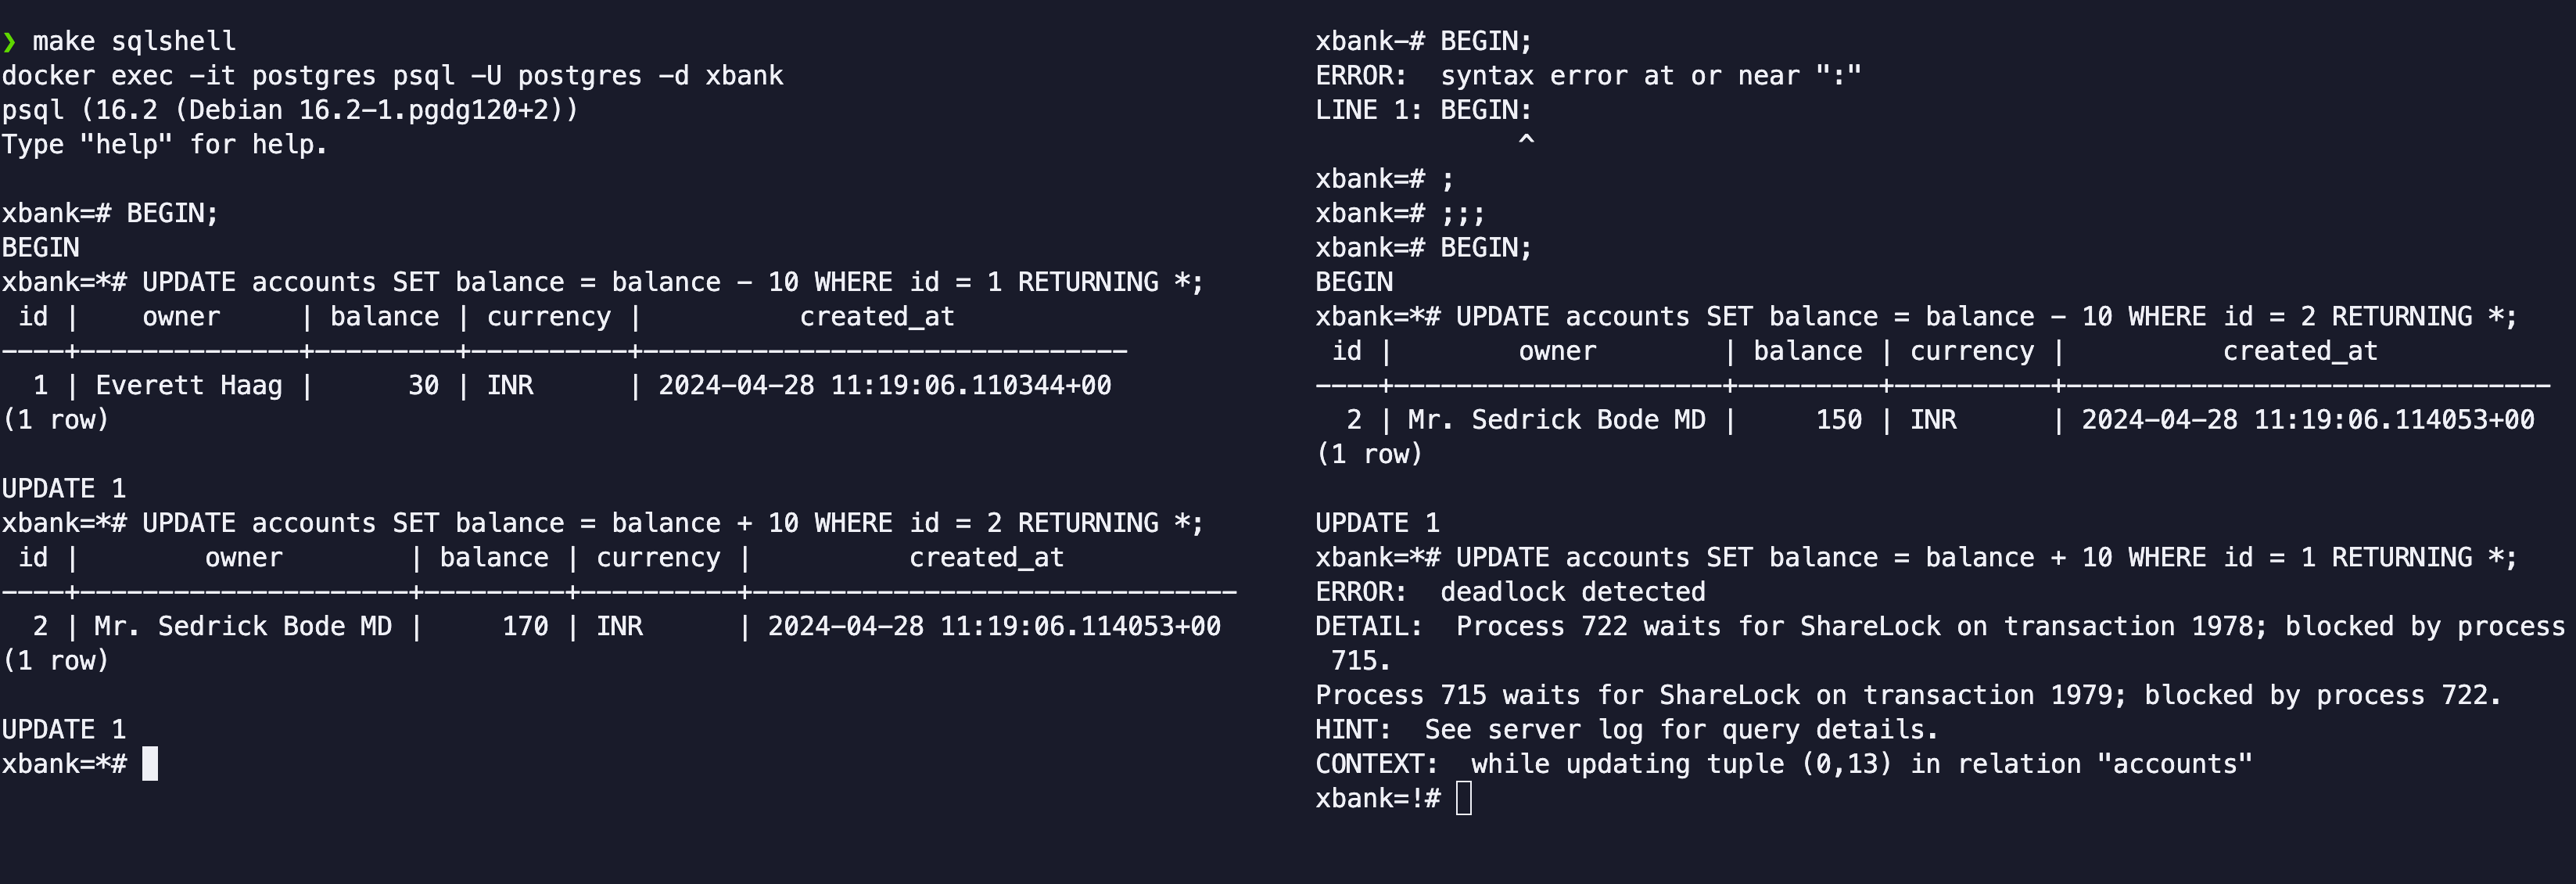 ❯ make sqlshell
docker exec -it postgres psql -U postgres -d xbank
psql (16.2 (Debian 16.2-1.pgdg120+2))
Type "help" for help.

xbank=# BEGIN;
BEGIN
xbank=*# UPDATE accounts SET balance = balance - 10 WHERE id = 1 RETURNING *;
 id |    owner     | balance | currency |          created_at
----+--------------+---------+----------+-------------------------------
  1 | Everett Haag |      30 | INR      | 2024-04-28 11:19:06.110344+00
(1 row)

UPDATE 1
xbank=*# UPDATE accounts SET balance = balance + 10 WHERE id = 2 RETURNING *;
 id |        owner        | balance | currency |          created_at
----+---------------------+---------+----------+-------------------------------
  2 | Mr. Sedrick Bode MD |     170 | INR      | 2024-04-28 11:19:06.114053+00
(1 row)

UPDATE 1
xbank=*#
xbank-# BEGIN;
ERROR:  syntax error at or near ":"
LINE 1: BEGIN:
             ^
xbank=# ;
xbank=# ;;;
xbank=# BEGIN;
BEGIN
xbank=*# UPDATE accounts SET balance = balance - 10 WHERE id = 2 RETURNING *;
 id |        owner        | balance | currency |          created_at
----+---------------------+---------+----------+-------------------------------
  2 | Mr. Sedrick Bode MD |     150 | INR      | 2024-04-28 11:19:06.114053+00
(1 row)

UPDATE 1
xbank=*# UPDATE accounts SET balance = balance + 10 WHERE id = 1 RETURNING *;
ERROR:  deadlock detected
DETAIL:  Process 722 waits for ShareLock on transaction 1978; blocked by process
 715.
Process 715 waits for ShareLock on transaction 1979; blocked by process 722.
HINT:  See server log for query details.
CONTEXT:  while updating tuple (0,13) in relation "accounts"
xbank=!#